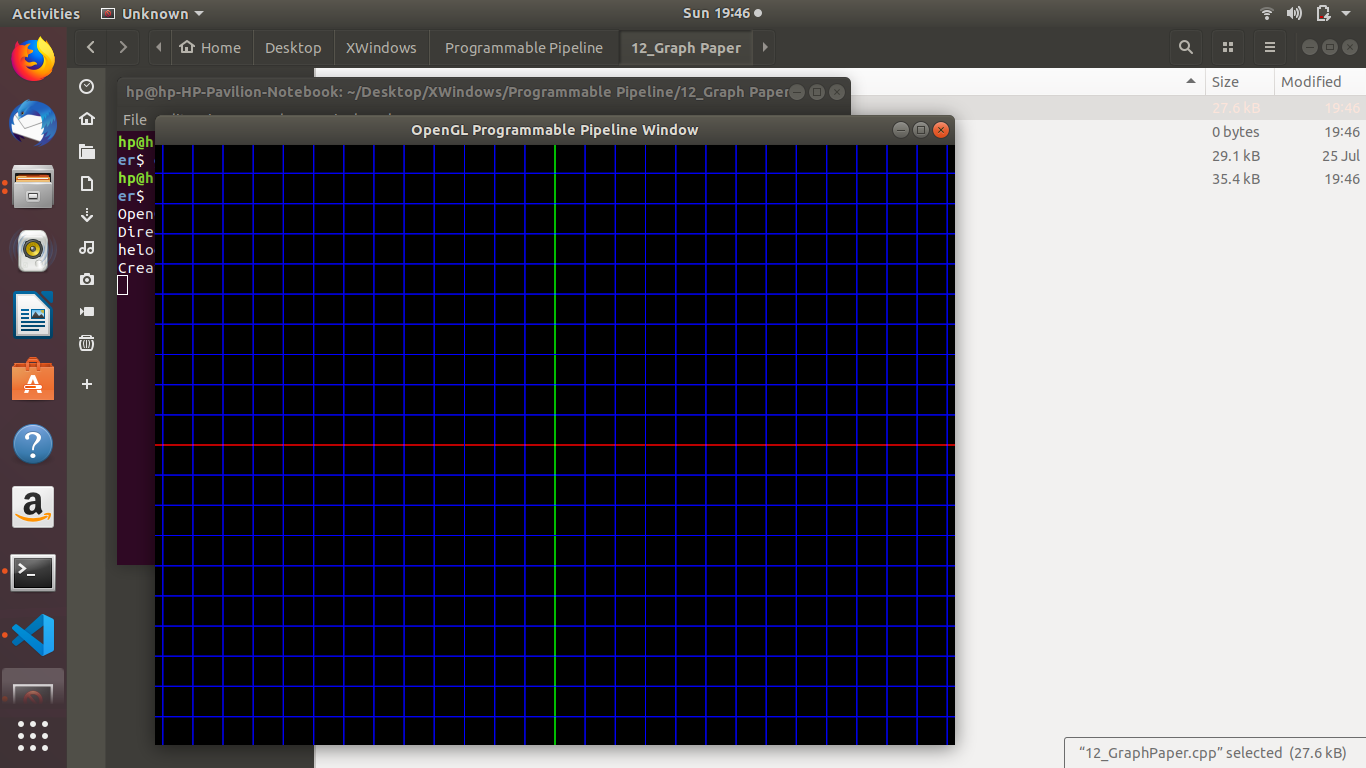 Activities Unknown Sun 19:46
Home Desktop XWindows Programmable Pipeline 12_Graph Paper
Size Modified
hp@hp-HP-Pavilion-Notebook: ~/Desktop/XWindows/Programmable Pipeline/12_Graph Paper
27.6 kB 19:46
File
OpenGL Programmable Pipeline Window
0 bytes 19:46
29.1 kB 25 Jul
35.4 kB 19:46
hp@h
er$
hp@h
er$
Open
Dire
helo
Crea
“12_GraphPaper.cpp” selected (27.6 kB)